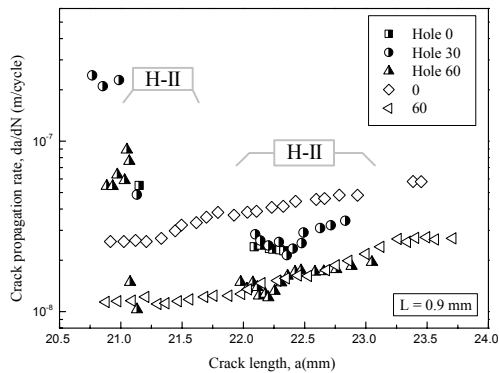 Crack propagation rate, da/dN (m/cycle)
10⁻⁷
10⁻⁸
H-II
H-II
Hole 0
Hole 30
Hole 60
0
60
L = 0.9 mm
20.5 21.0 21.5 22.0 22.5 23.0 23.5 24.0
Crack length, a(mm)